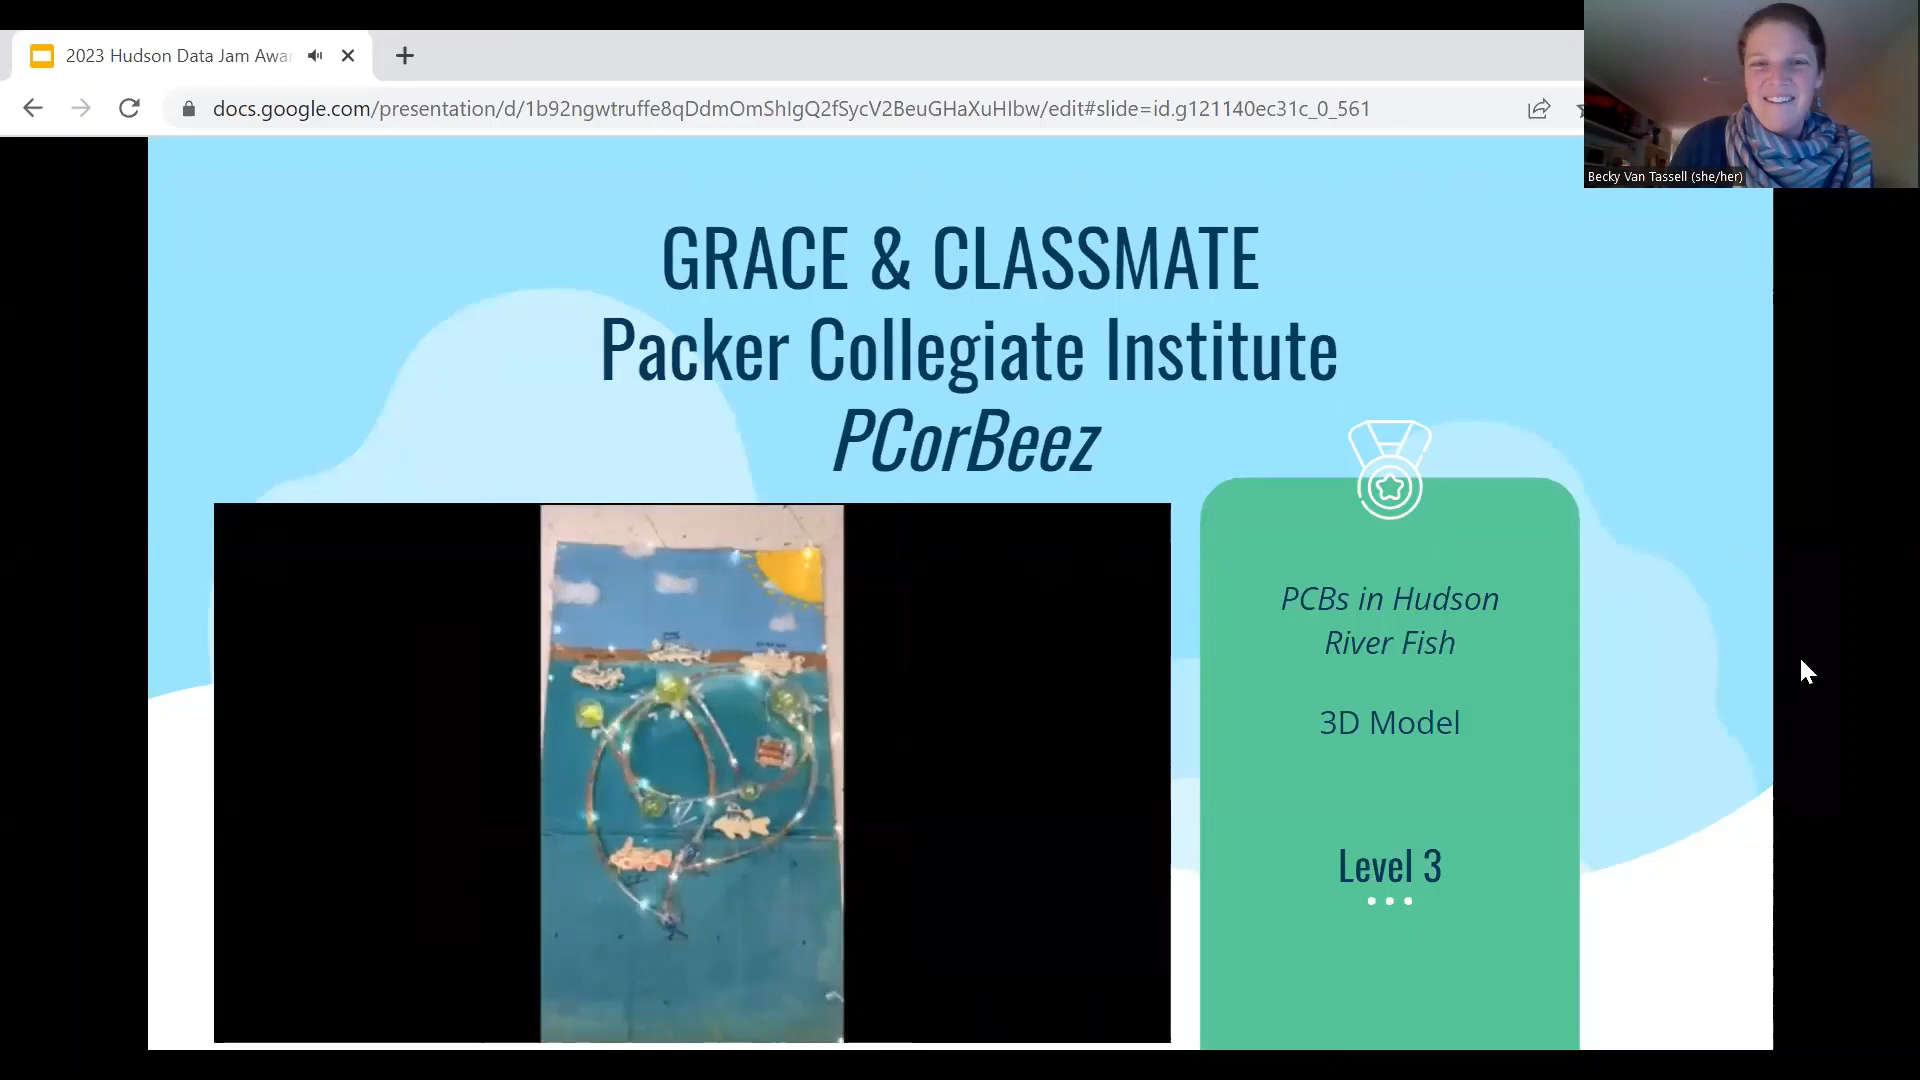 2023 Hudson Data Jam Awar
docs.google.com/presentation/d/1b92ngwtruffe8qDdmOmShIgQ2fSycV2BeuGHaXuHIbw/edit#slide=id.g121140ec31c_0_561
Becky Van Tassell (she/her)
GRACE & CLASSMATE
Packer Collegiate Institute
PCorBeez
PCBs in Hudson
River Fish
3D Model
Level 3